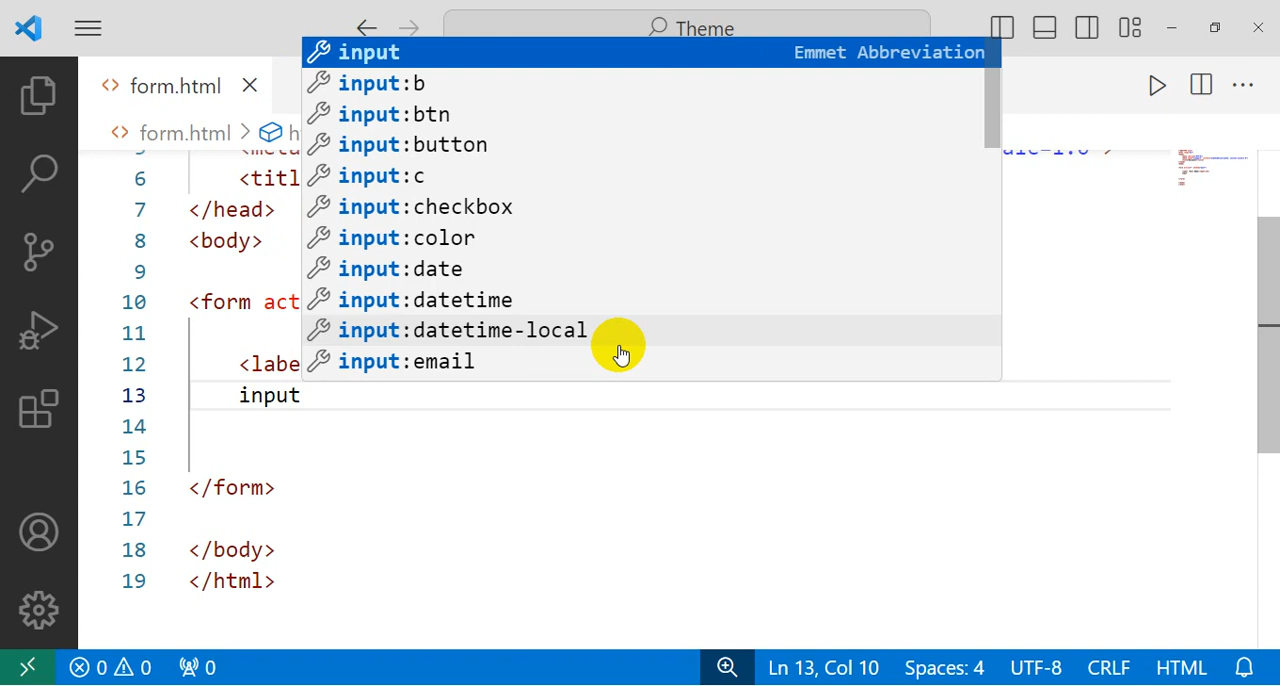 Theme
form.html
form.html
input Emmet Abbreviation
input:b
input:btn
input:button
input:c
input:checkbox
input:color
input:date
input:datetime
input:datetime-local
input:email
6 <titl
7 </head>
8 <body>
9
10 <form act
11
12 <labe
13 input
14
15
16 </form>
17
18 </body>
19 </html>
0 0 0 Ln 13, Col 10 Spaces: 4 UTF-8 CRLF HTML